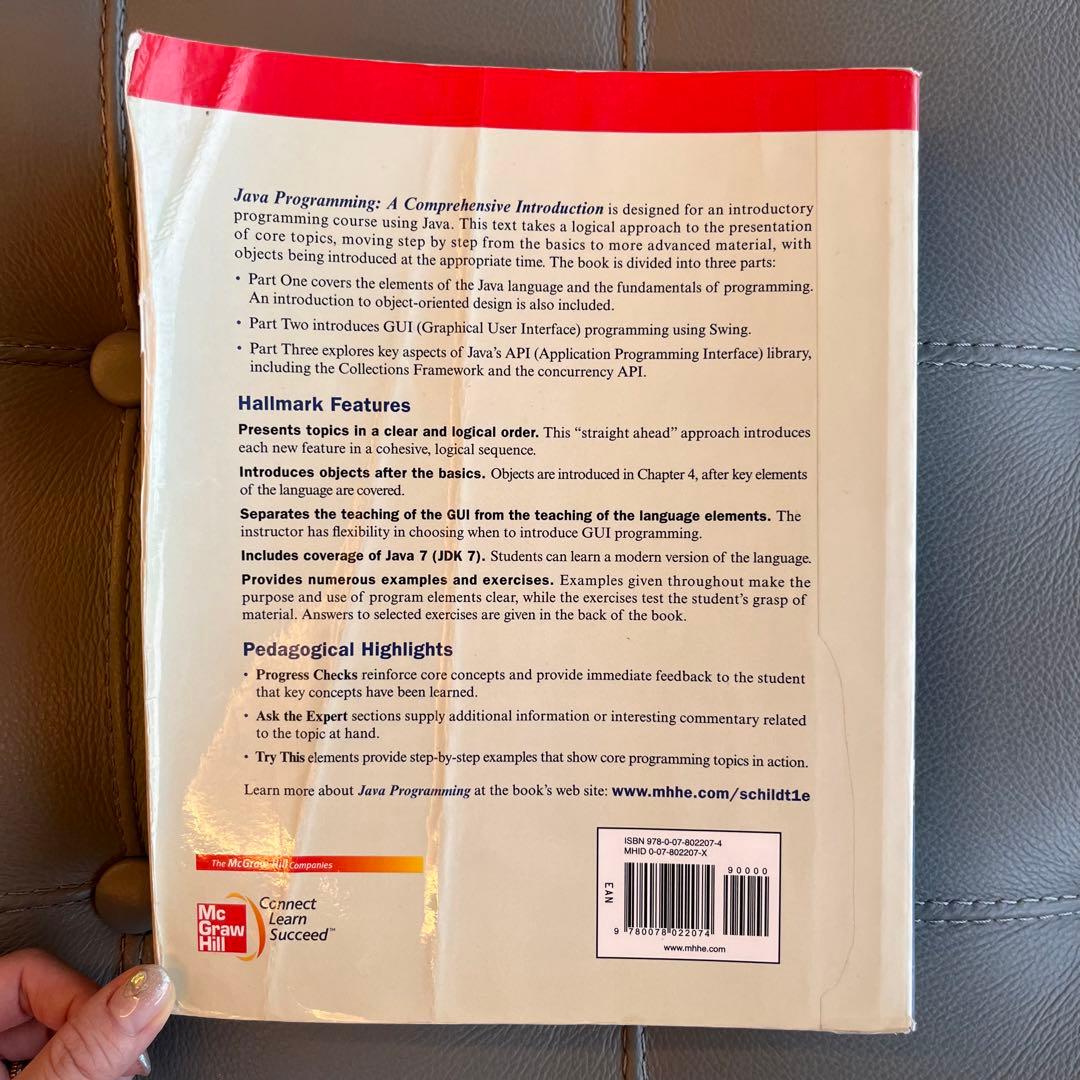 Java Programming: A Comprehensive Introduction is designed for an introductory
programming course using Java. This text takes a logical approach to the presentation
of core topics, moving step by step from the basics to more advanced material, with
objects being introduced at the appropriate time. The book is divided into three parts:
• Part One covers the elements of the Java language and the fundamentals of programming.
An introduction to object-oriented design is also included.
• Part Two introduces GUI (Graphical User Interface) programming using Swing.
• Part Three explores key aspects of Java's API (Application Programming Interface) library,
including the Collections Framework and the concurrency API.
Hallmark Features
Presents topics in a clear and logical order. This "straight ahead" approach introduces
each new feature in a cohesive, logical sequence.
Introduces objects after the basics. Objects are introduced in Chapter 4, after key elements
of the language are covered.
Separates the teaching of the GUI from the teaching of the language elements. The
instructor has flexibility in choosing when to introduce GUI programming.
Includes coverage of Java 7 (JDK 7). Students can learn a modern version of the language.
Provides numerous examples and exercises. Examples given throughout make the
purpose and use of program elements clear, while the exercises test the student's grasp of
material. Answers to selected exercises are given in the back of the book.
Pedagogical Highlights
• Progress Checks reinforce core concepts and provide immediate feedback to the student
that key concepts have been learned.
• Ask the Expert sections supply additional information or interesting commentary related
to the topic at hand.
• Try This elements provide step-by-step examples that show core programming topics in action.
Learn more about Java Programming at the book's web site: www.mhhe.com/schildt1e
The McGraw-Hill Companies
Mc
Graw
Hill
Connect
Learn
Succeed™
ISBN 978-0-07-802207-4
MHID 0-07-802207-X
90000
EAN
9 780078 022074
www.mhhe.com